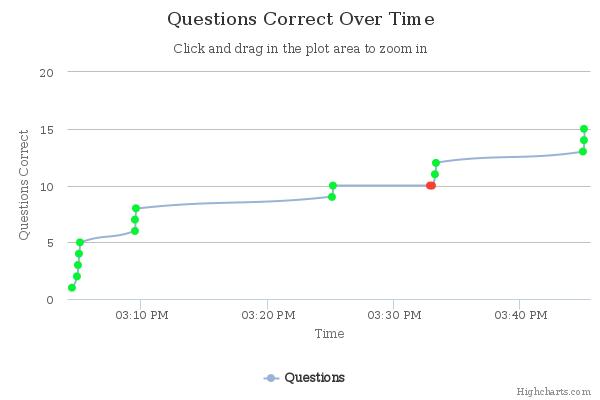 Questions Correct Over Time
Click and drag in the plot area to zoom in
Questions Correct
20
15
10
5
0
03:10 PM
03:20 PM
03:30 PM
03:40 PM
Time
Questions
Highcharts.com